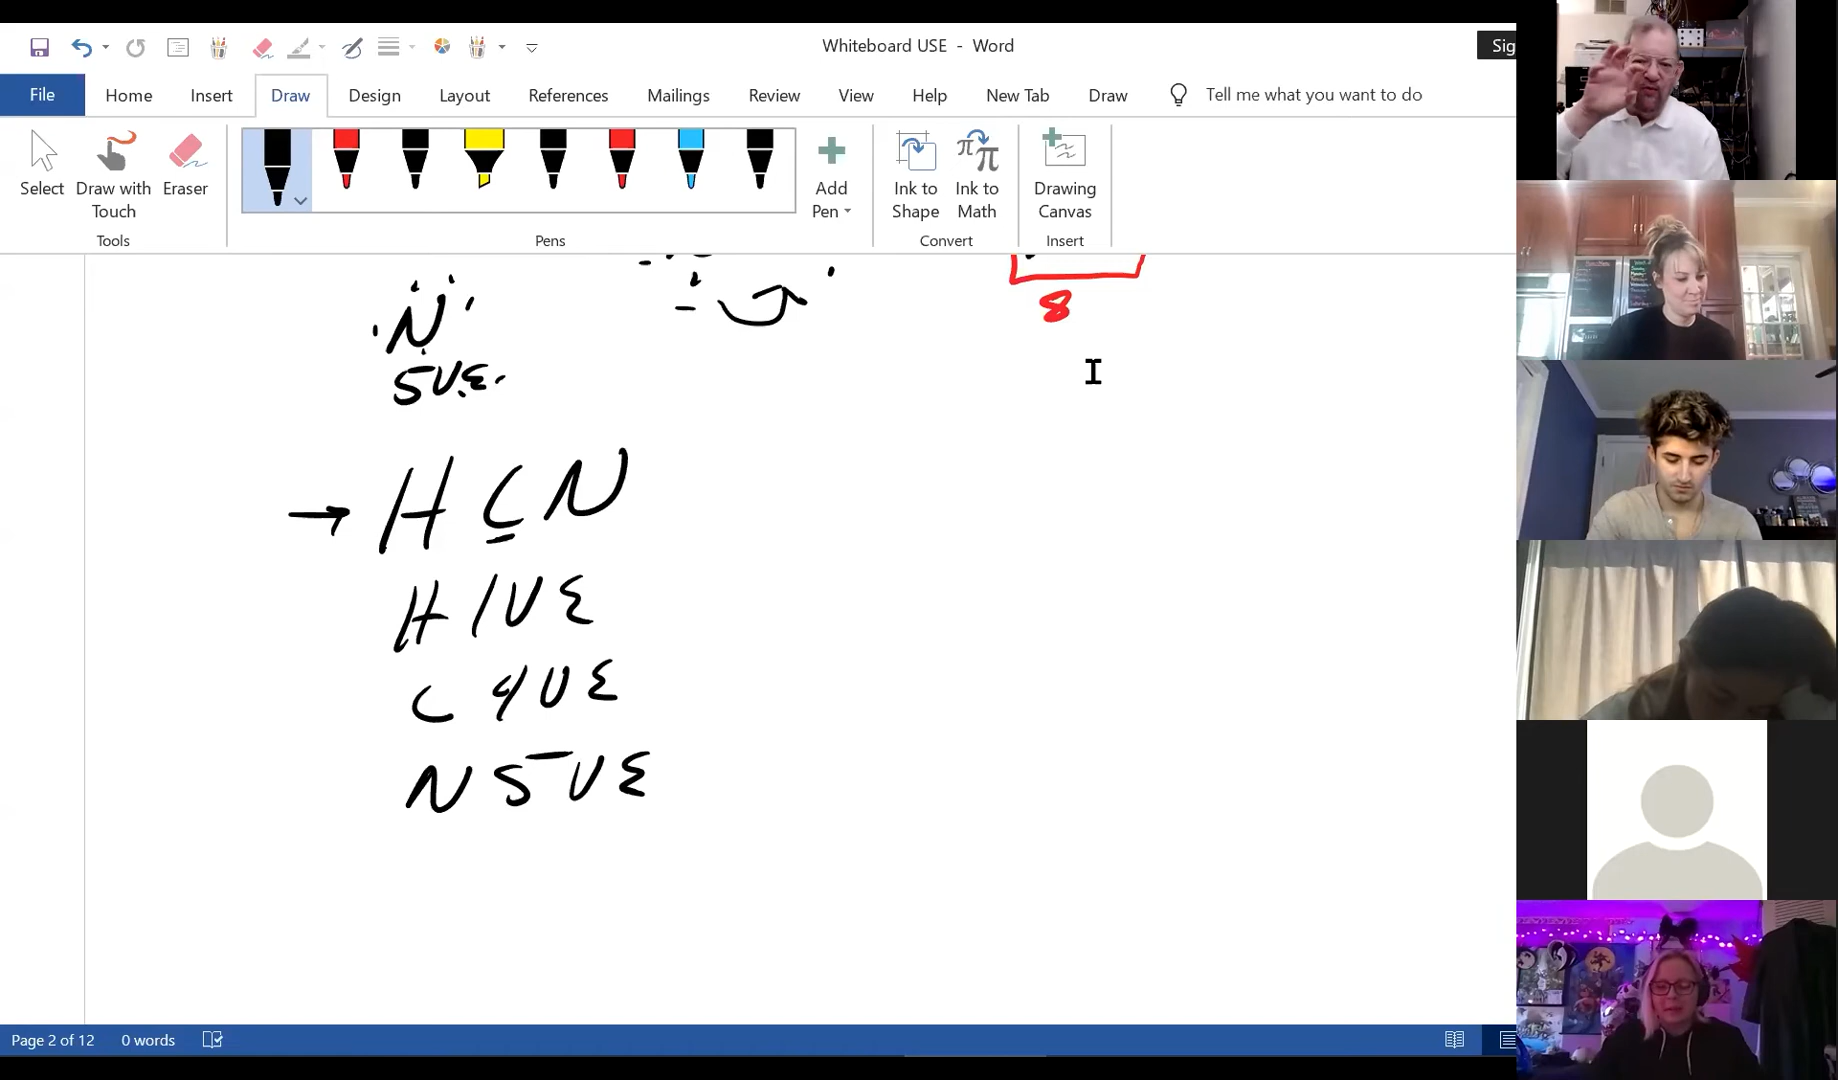 Whiteboard USE - Word
Sig
File Home Insert Draw Design Layout References Mailings Review View Help New Tab Draw Tell me what you want to do
Select Draw with Touch Eraser
Add Pen Ink to Shape Ink to Math Drawing Canvas
Tools Pens Convert Insert
N
5VE
8
→ H C N
H 1VE
C 4VE
N 5VE
Page 2 of 12 0 words